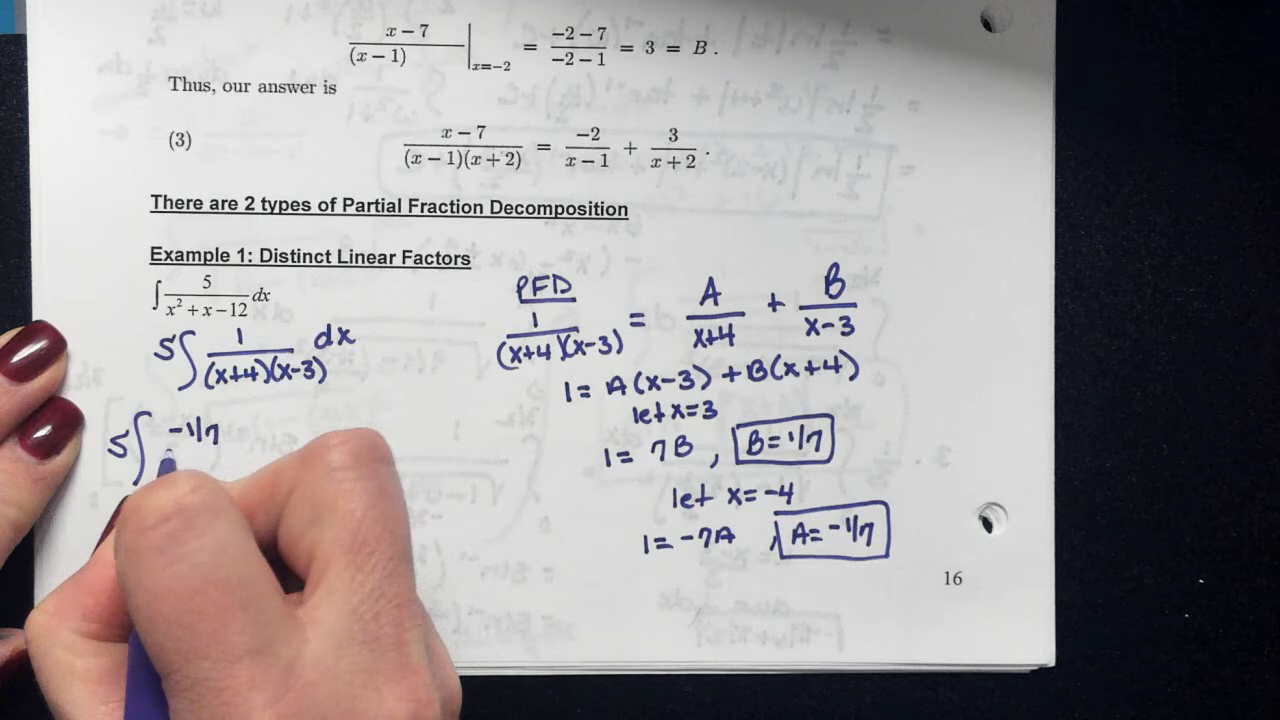 x − 7 / (x − 1) |x=−2 = −2 − 7 / −2 − 1 = 3 = B .
Thus, our answer is
(3) x − 7 / (x − 1)(x + 2) = −2 / x − 1 + 3 / x + 2 .
There are 2 types of Partial Fraction Decomposition
Example 1: Distinct Linear Factors
∫ 5 / x² + x − 12 dx
5∫ 1 / (x+4)(x-3) dx
5∫ -1/7
PFD
1 / (x+4)(x-3) = A / x+4 + B / x-3
1 = A(x-3) + B(x+4)
let x=3
1 = 7B , B = 1/7
let x = -4
1 = -7A , A = -1/7
16